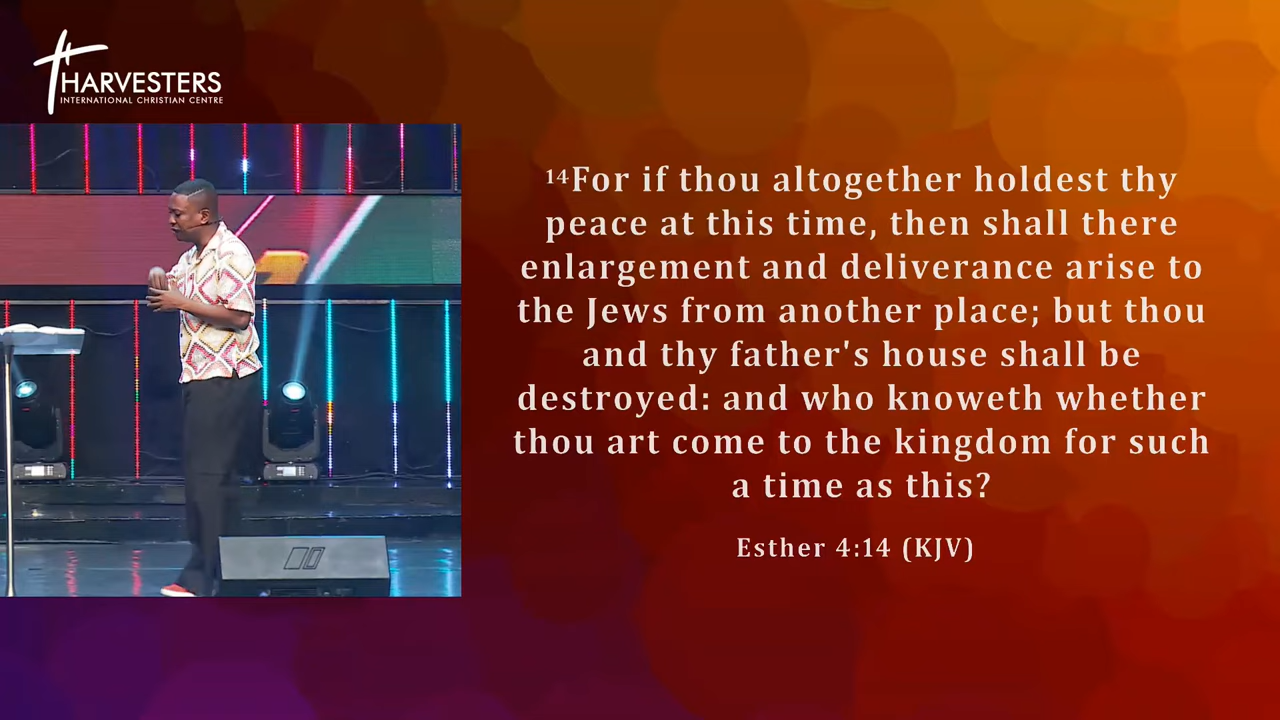 HARVESTERS
INTERNATIONAL CHRISTIAN CENTRE
14For if thou altogether holdest thy
peace at this time, then shall there
enlargement and deliverance arise to
the Jews from another place; but thou
and thy father's house shall be
destroyed: and who knoweth whether
thou art come to the kingdom for such
a time as this?
Esther 4:14 (KJV)